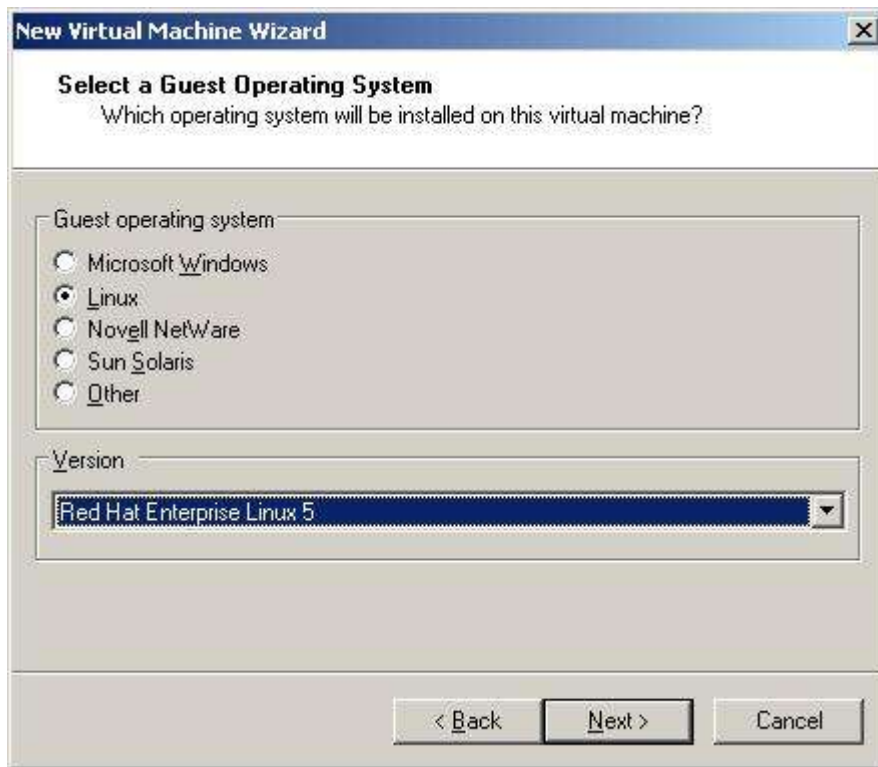 New Virtual Machine Wizard
Select a Guest Operating System
Which operating system will be installed on this virtual machine?
Guest operating system
Microsoft Windows
Linux
Novell NetWare
Sun Solaris
Other
Version
Red Hat Enterprise Linux 5
< Back
Next >
Cancel